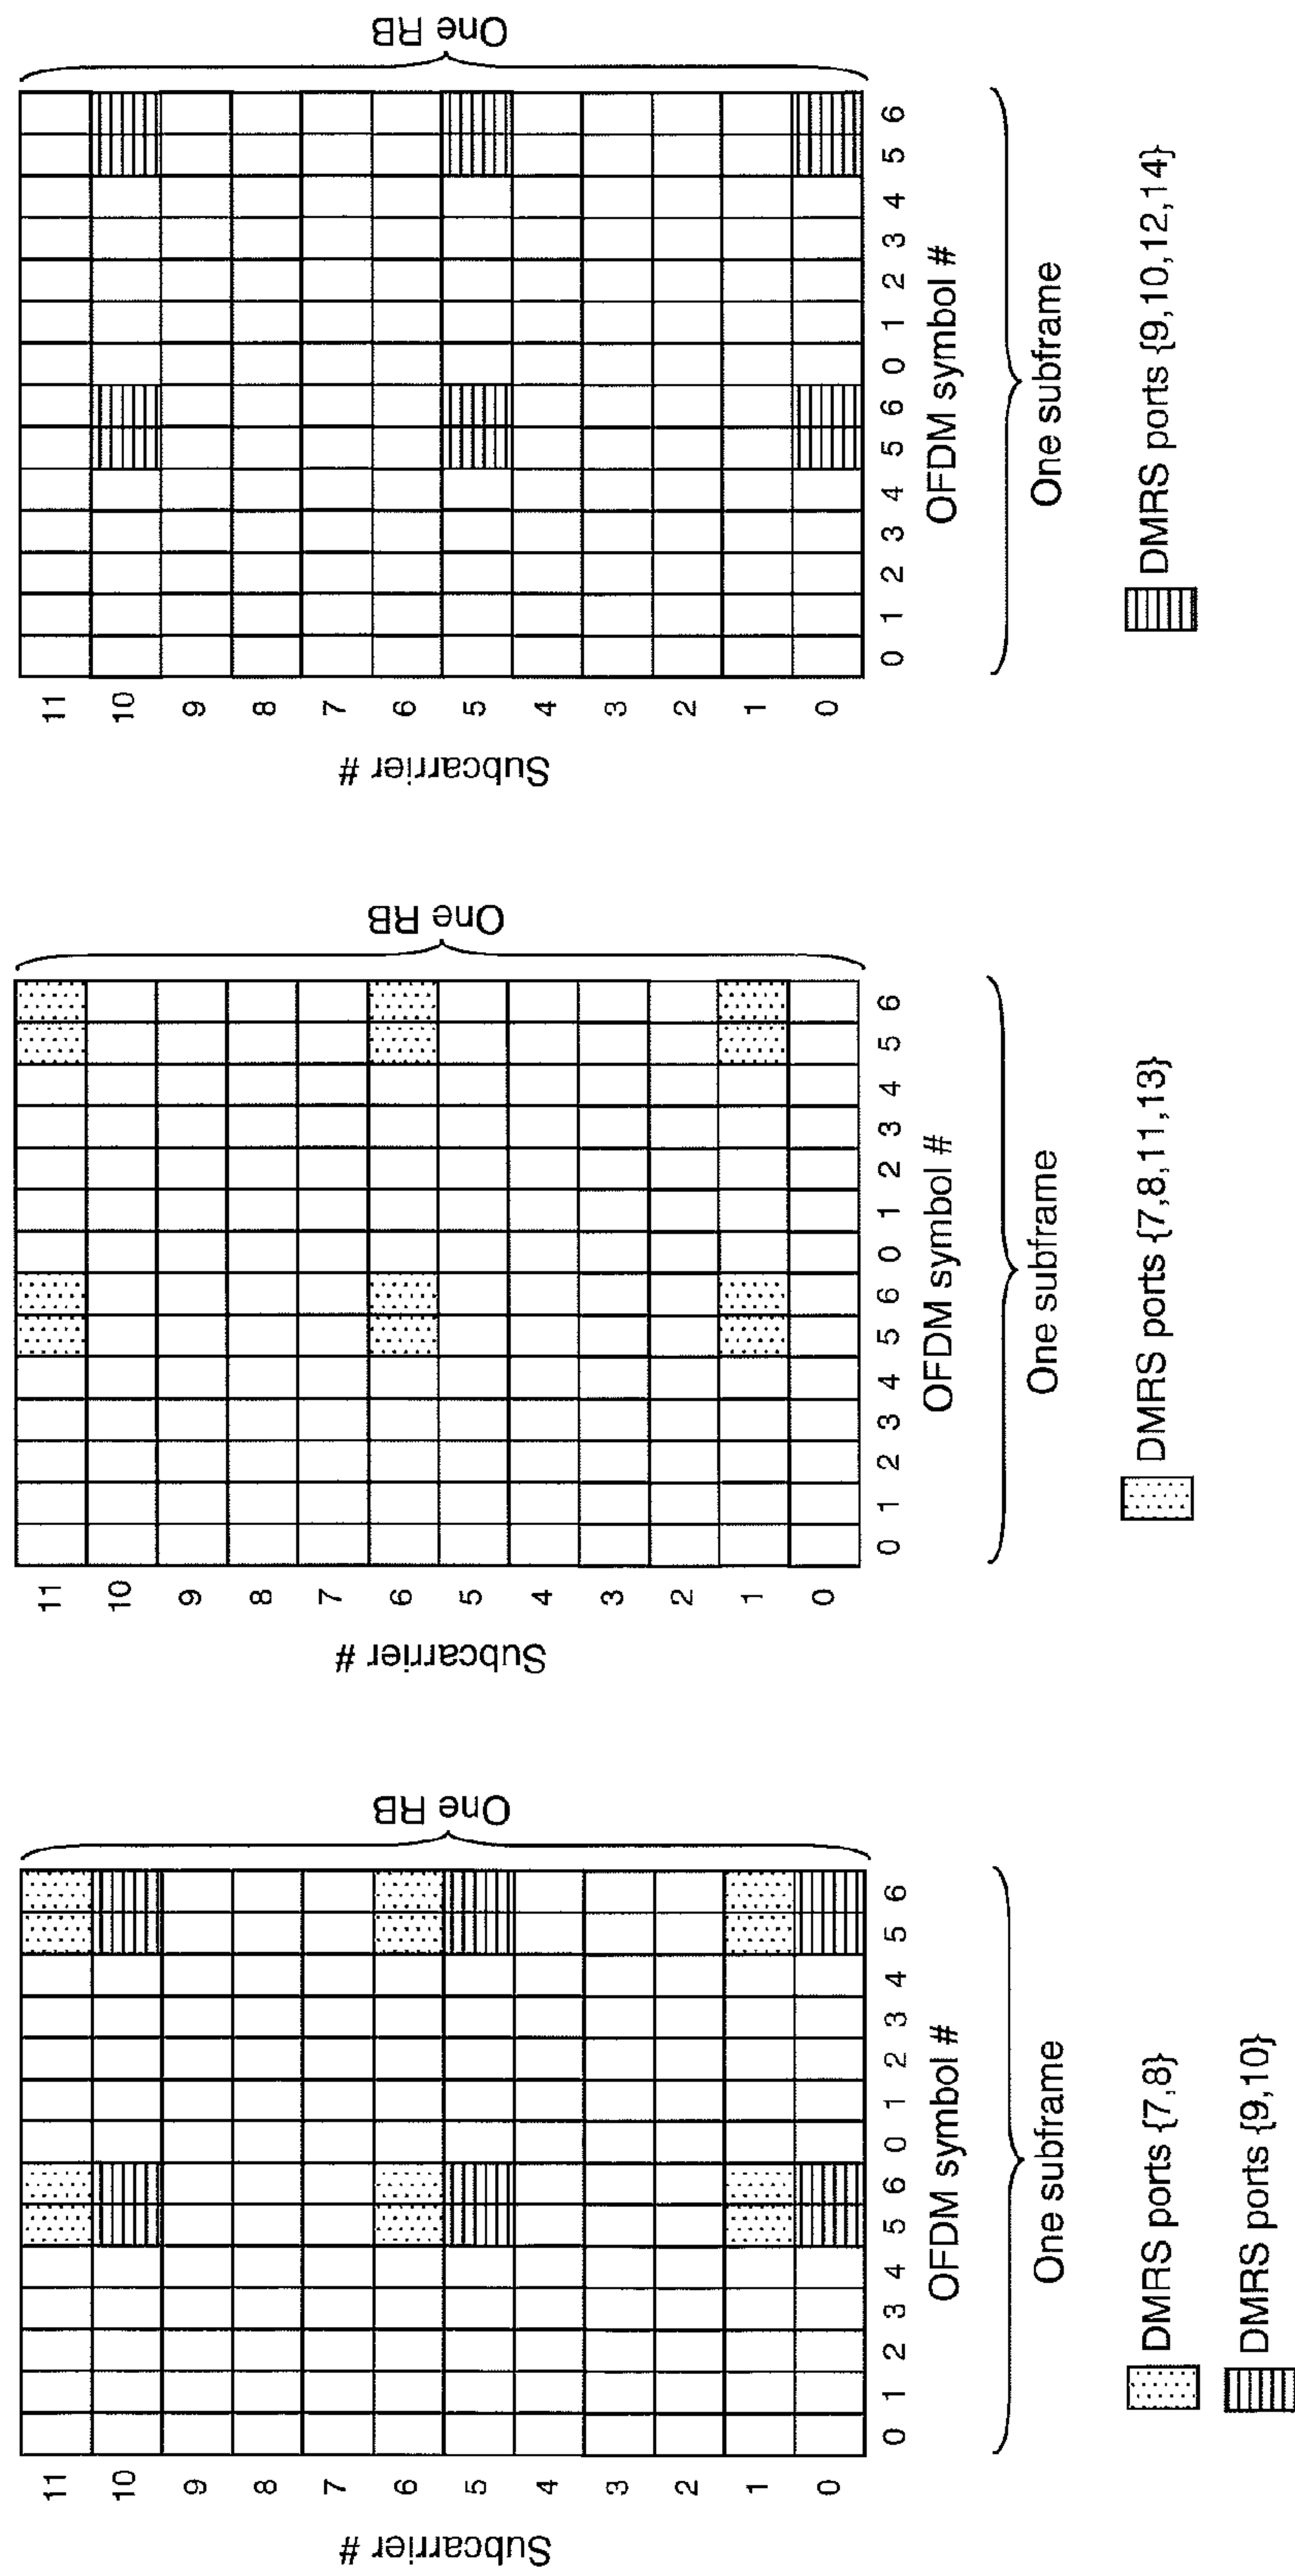 Subcarrier #
11
10
9
8
7
6
5
4
3
2
1
0
0 1 2 3 4 5 6 0 1 2 3 4 5 6
OFDM symbol #
One subframe
One RB
DMRS ports {7,8}
DMRS ports {9,10}
Subcarrier #
11
10
9
8
7
6
5
4
3
2
1
0
0 1 2 3 4 5 6 0 1 2 3 4 5 6
OFDM symbol #
One subframe
One RB
DMRS ports {7,8,11,13}
Subcarrier #
11
10
9
8
7
6
5
4
3
2
1
0
0 1 2 3 4 5 6 0 1 2 3 4 5 6
OFDM symbol #
One subframe
One RB
DMRS ports {9,10,12,14}